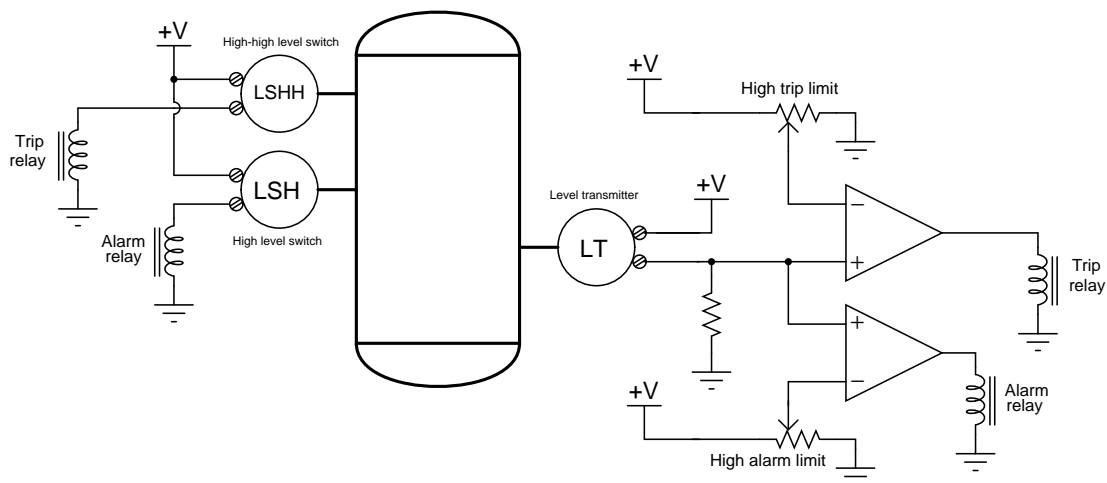 +V
High-high level switch
LSHH
Trip
relay
LSH
High level switch
Alarm
relay
Level transmitter
LT
+V
+V
High trip limit
−
+
Trip
relay
+
−
Alarm
relay
+V
High alarm limit